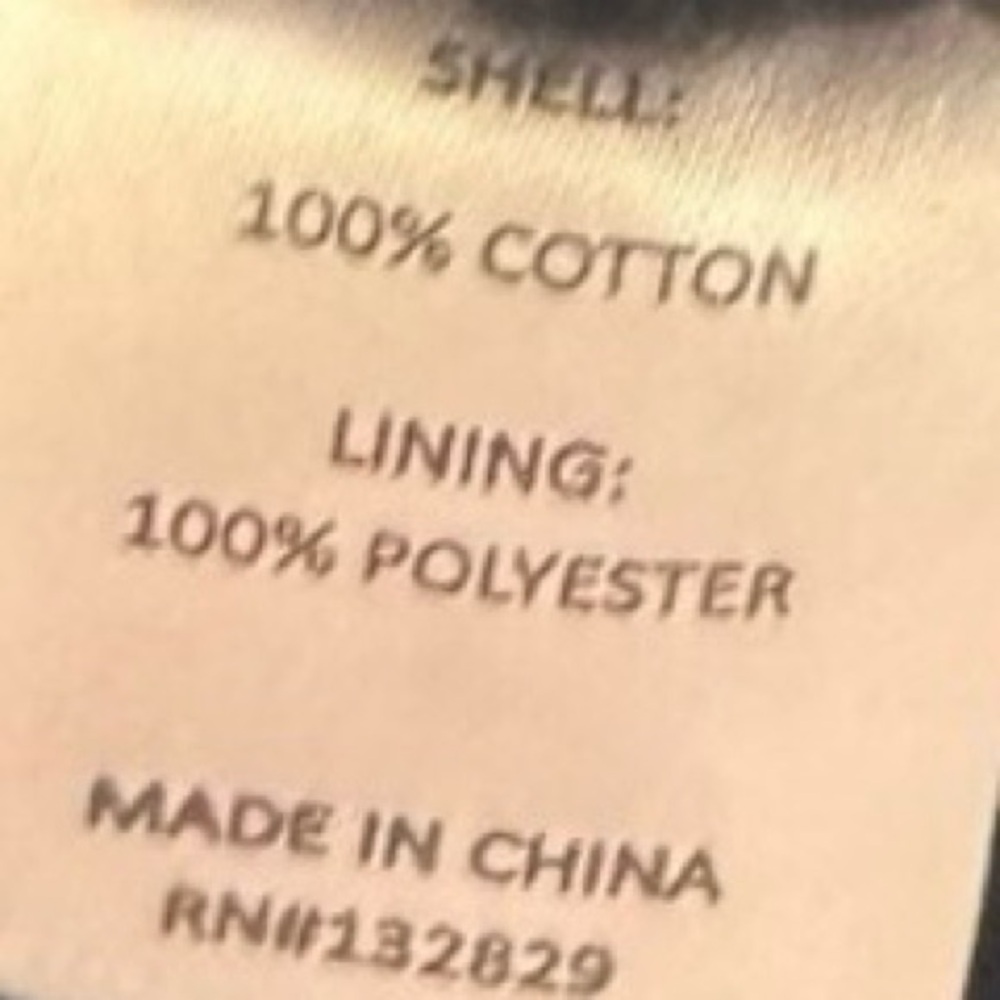 SHELL:
100% COTTON
LINING:
100% POLYESTER
MADE IN CHINA
RN#132829